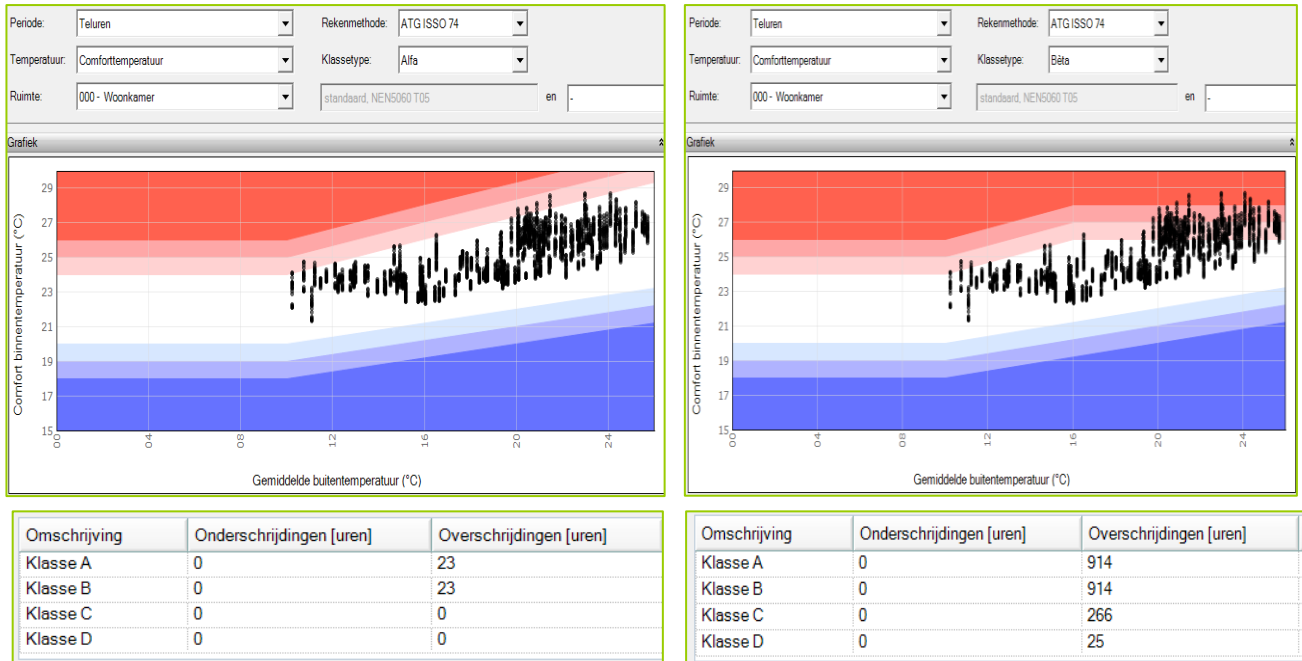 Periode: Teluren Rekenmethode: ATG ISSO 74
Temperatuur: Comforttemperatuur Klassetype: Alfa
Ruimte: 000 - Woonkamer standaard, NEN5060 T05 en -
Grafiek
29
27
25
23
21
19
17
15
Comfort binnentemperatuur (°C)
00 04 08 12 16 20 24
Gemiddelde buitentemperatuur (°C)
Omschrijving Onderschrijdingen [uren] Overschrijdingen [uren]
Klasse A 0 23
Klasse B 0 23
Klasse C 0 0
Klasse D 0 0
Periode: Teluren Rekenmethode: ATG ISSO 74
Temperatuur: Comforttemperatuur Klassetype: Bèta
Ruimte: 000 - Woonkamer standaard, NEN5060 T05 en -
Grafiek
29
27
25
23
21
19
17
15
Comfort binnentemperatuur (°C)
00 04 08 12 16 20 24
Gemiddelde buitentemperatuur (°C)
Omschrijving Onderschrijdingen [uren] Overschrijdingen [uren]
Klasse A 0 914
Klasse B 0 914
Klasse C 0 266
Klasse D 0 25